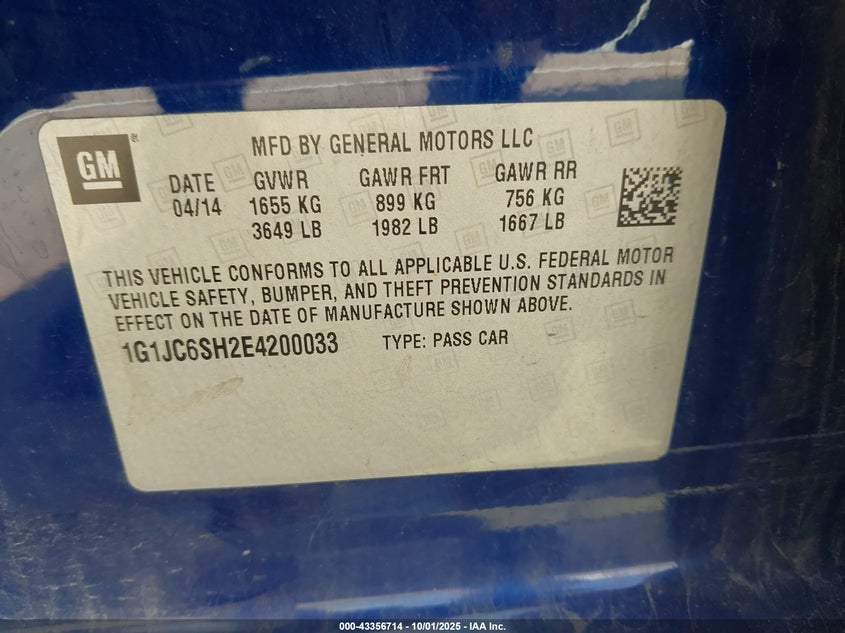 GM
MFD BY GENERAL MOTORS LLC
DATE GVWR GAWR FRT GAWR RR
04/14 1655 KG 899 KG 756 KG
3649 LB 1982 LB 1667 LB
THIS VEHICLE CONFORMS TO ALL APPLICABLE U.S. FEDERAL MOTOR
VEHICLE SAFETY, BUMPER, AND THEFT PREVENTION STANDARDS IN
EFFECT ON THE DATE OF MANUFACTURE SHOWN ABOVE.
1G1JC6SH2E4200033 TYPE: PASS CAR
000-43356714 - 10/01/2025 - IAA Inc.